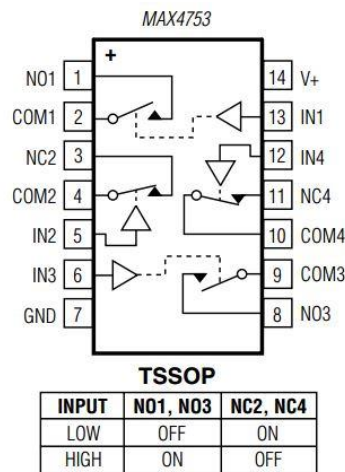 MAX4753
+
NO1 1 14 V+
COM1 2 13 IN1
NC2 3 12 IN4
COM2 4 11 NC4
IN2 5 10 COM4
IN3 6 9 COM3
GND 7 8 NO3
TSSOP
INPUT NO1, NO3 NC2, NC4
LOW OFF ON
HIGH ON OFF